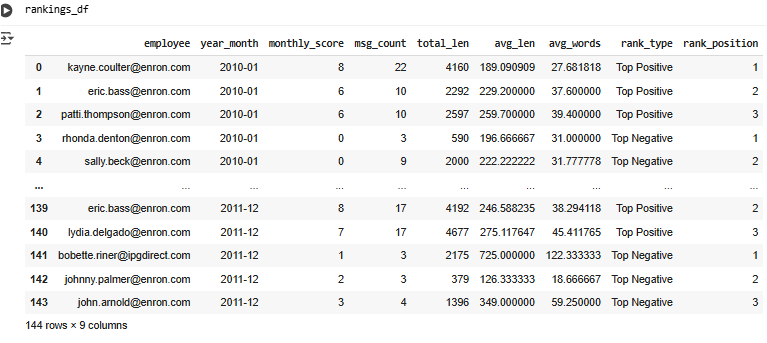 rankings_df
employee year_month monthly_score msg_count total_len avg_len avg_words rank_type rank_position
0 kayne.coulter@enron.com 2010-01 8 22 4160 189.090909 27.681818 Top Positive 1
1 eric.bass@enron.com 2010-01 6 10 2292 229.200000 37.600000 Top Positive 2
2 patti.thompson@enron.com 2010-01 6 10 2597 259.700000 39.400000 Top Positive 3
3 rhonda.denton@enron.com 2010-01 0 3 590 196.666667 31.000000 Top Negative 1
4 sally.beck@enron.com 2010-01 0 9 2000 222.222222 31.777778 Top Negative 2
... ... ... ... ... ... ... ... ... ...
139 eric.bass@enron.com 2011-12 8 17 4192 246.588235 38.294118 Top Positive 2
140 lydia.delgado@enron.com 2011-12 7 17 4677 275.117647 45.411765 Top Positive 3
141 bobette.riner@ipgdirect.com 2011-12 1 3 2175 725.000000 122.333333 Top Negative 1
142 johnny.palmer@enron.com 2011-12 2 3 379 126.333333 18.666667 Top Negative 2
143 john.arnold@enron.com 2011-12 3 4 1396 349.000000 59.250000 Top Negative 3
144 rows × 9 columns